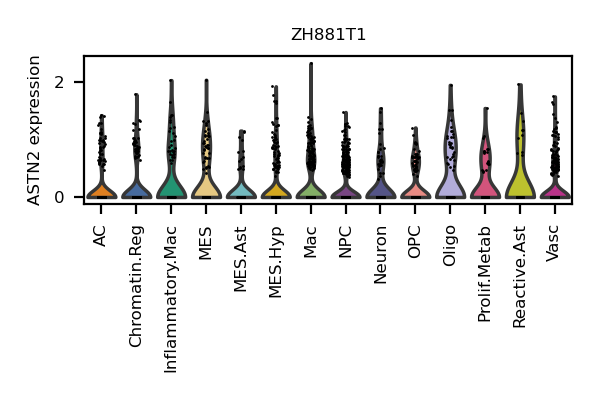 ZH881T1
ASTN2 expression
2
0
AC
Chromatin.Reg
Inflammatory.Mac
MES
MES.Ast
MES.Hyp
Mac
NPC
Neuron
OPC
Oligo
Prolif.Metab
Reactive.Ast
Vasc